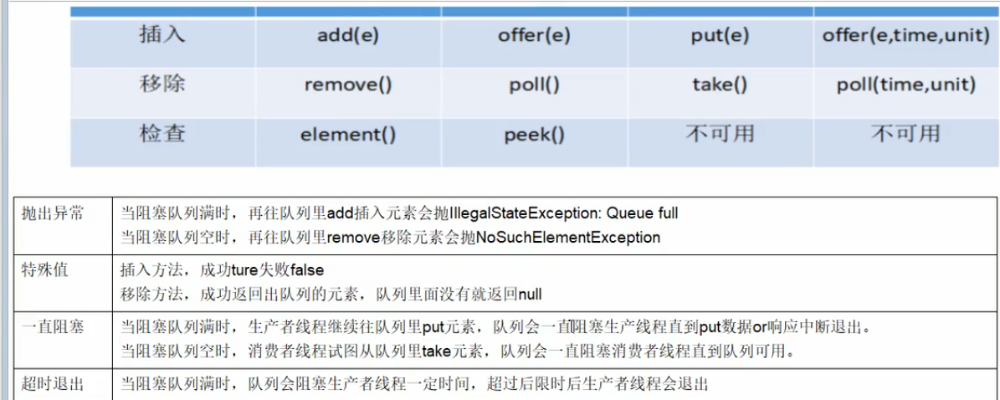 插入 add(e) offer(e) put(e) offer(e,time,unit)
移除 remove() poll() take() poll(time,unit)
检查 element() peek() 不可用 不可用
抛出异常 当阻塞队列满时，再往队列里add插入元素会抛IllegalStateException: Queue full
当阻塞队列空时，再往队列里remove移除元素会抛NoSuchElementException
特殊值 插入方法，成功ture失败false
移除方法，成功返回出队列的元素，队列里面没有就返回null
一直阻塞 当阻塞队列满时，生产者线程继续往队列里put元素，队列会一直阻塞生产线程直到put数据or响应中断退出。
当阻塞队列空时，消费者线程试图从队列里take元素，队列会一直阻塞消费者线程直到队列可用。
超时退出 当阻塞队列满时，队列会阻塞生产者线程一定时间，超过后限时后生产者线程会退出